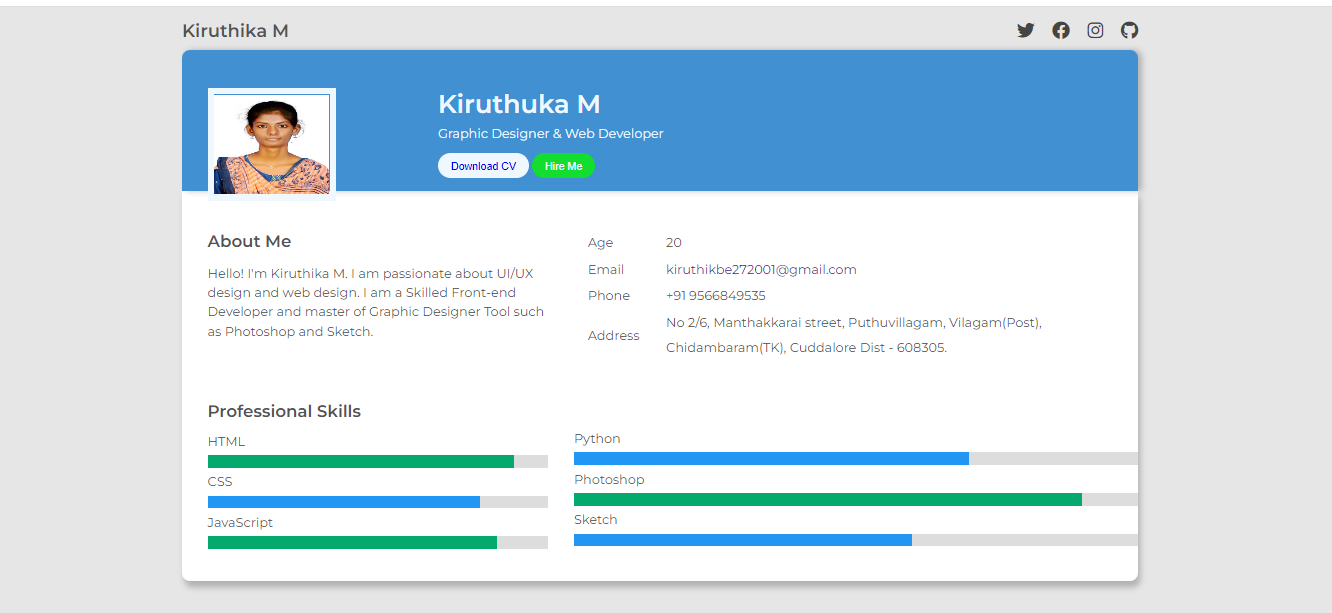 Kiruthika M
Kiruthuka M
Graphic Designer & Web Developer
Download CV
Hire Me
About Me
Hello! I'm Kiruthika M. I am passionate about UI/UX
design and web design. I am a Skilled Front-end
Developer and master of Graphic Designer Tool such
as Photoshop and Sketch.
Age 20
Email kiruthikbe272001@gmail.com
Phone +91 9566849535
Address No 2/6, Manthakkarai street, Puthuvillagam, Vilagam(Post),
Chidambaram(TK), Cuddalore Dist - 608305.
Professional Skills
HTML
CSS
JavaScript
Python
Photoshop
Sketch